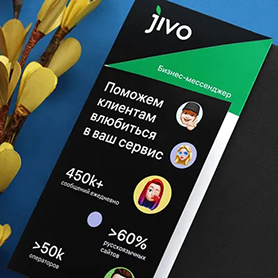 jivo
Бизнес-мессенджер
Поможем
клиентам
влюбиться
в ваш сервис
450k+
сообщений ежедневно
>60%
русскоязычных
сайтов
>50k
операторов